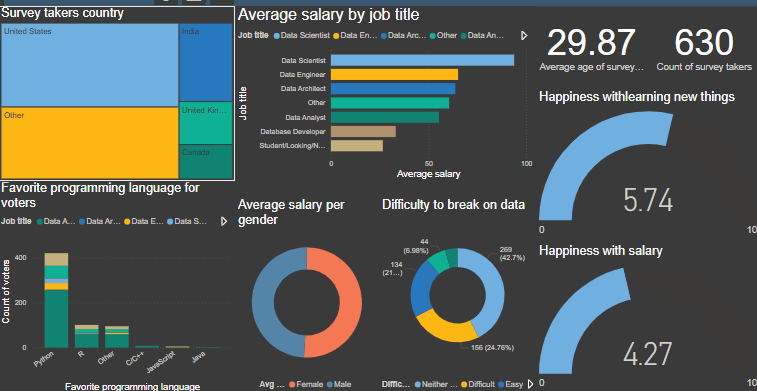 Survey takers country
United States
India
Other
United Kin...
Canada
Average salary by job title
Job title Data Scientist Data En... Data Arc... Other Data An...
Job title
Data Scientist
Data Engineer
Data Architect
Other
Data Analyst
Database Developer
Student/Looking/N...
0 50 100
Average salary
29.87
Average age of survey...
630
Count of survey takers
Happiness withlearning new things
5.74
0 10
Favorite programming language for
voters
Job title Data A... Data Ar... Data E... Data S...
Count of voters
400
200
0
Python R Other C/C++ JavaScript Java
Favorite programming language
Average salary per
gender
Avg ... Female Male
Difficulty to break on data
44
(6.98%)
269
(42.7%)
134
(21...)
156 (24.76%)
Diffic... Neither ... Difficult Easy
Happiness with salary
4.27
0 10